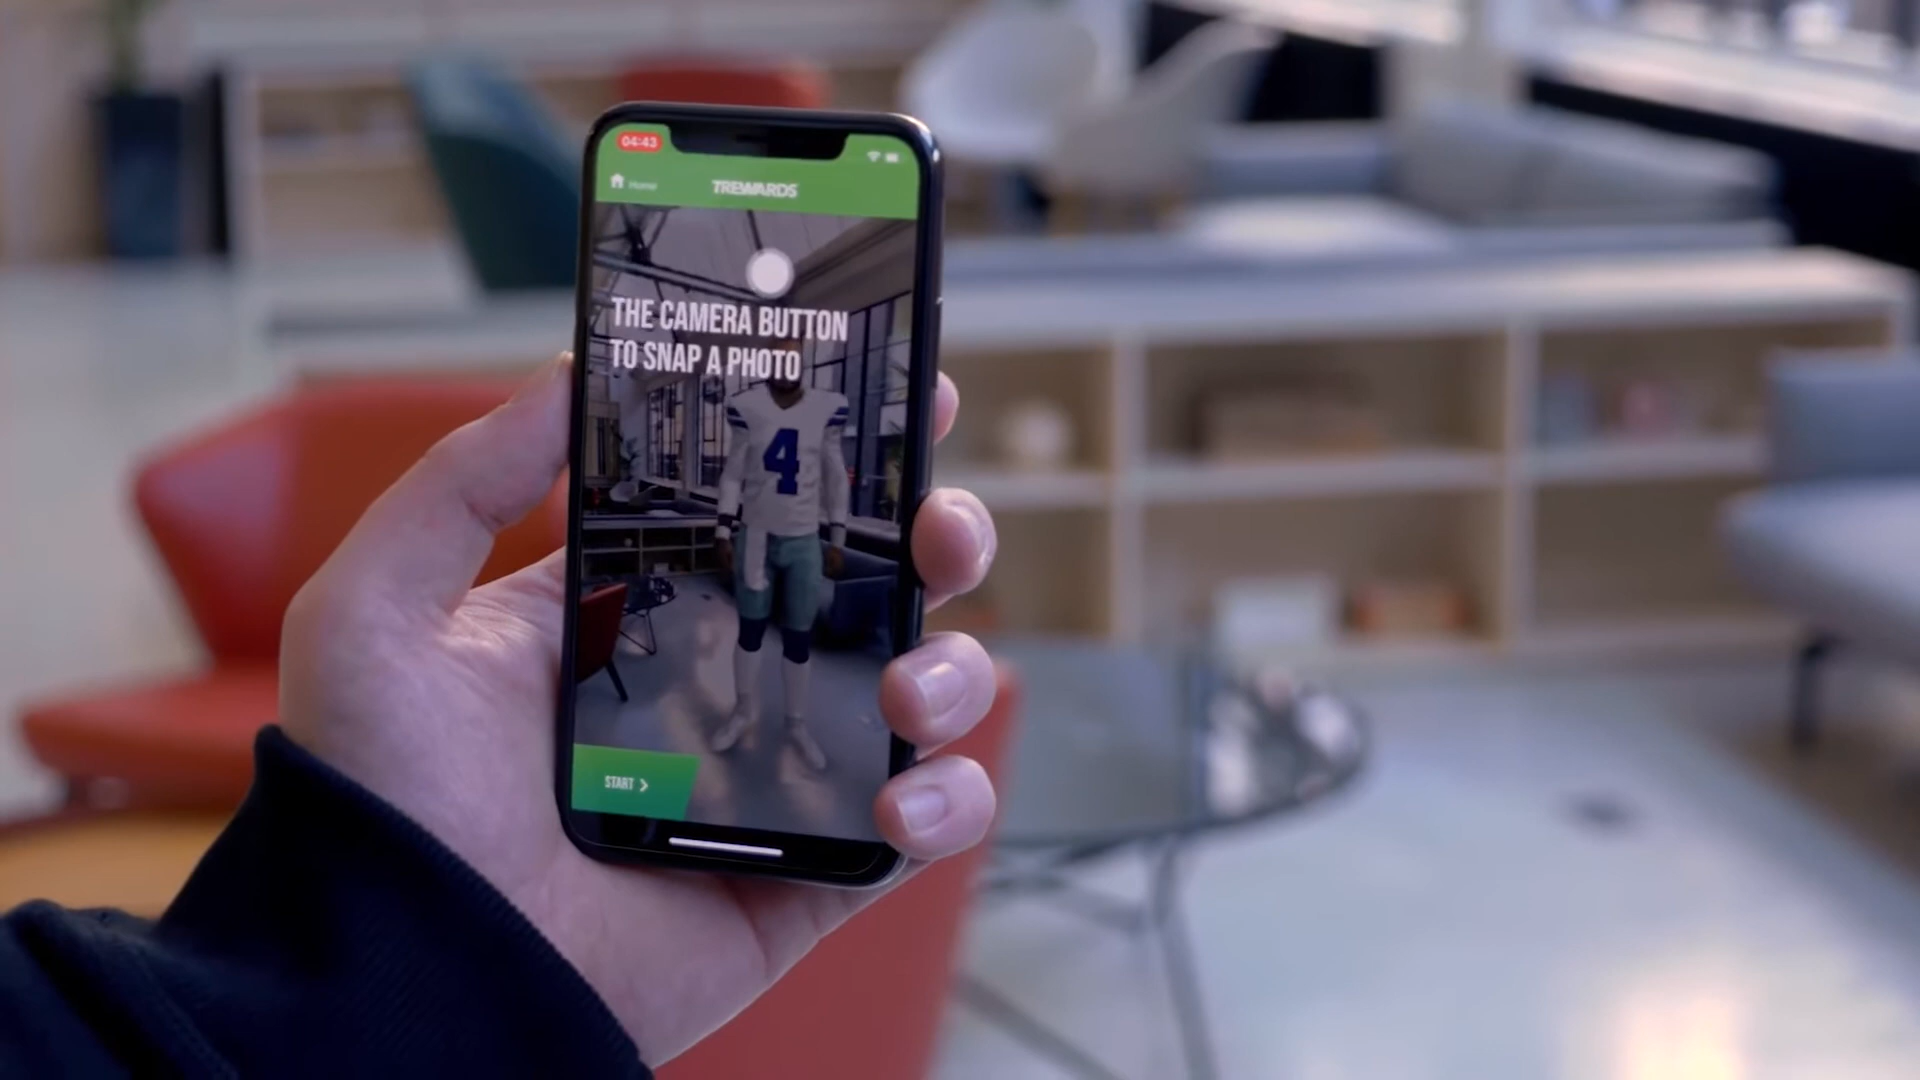 04:43
Home
TREWARDS
THE CAMERA BUTTON
TO SNAP A PHOTO
4
START >